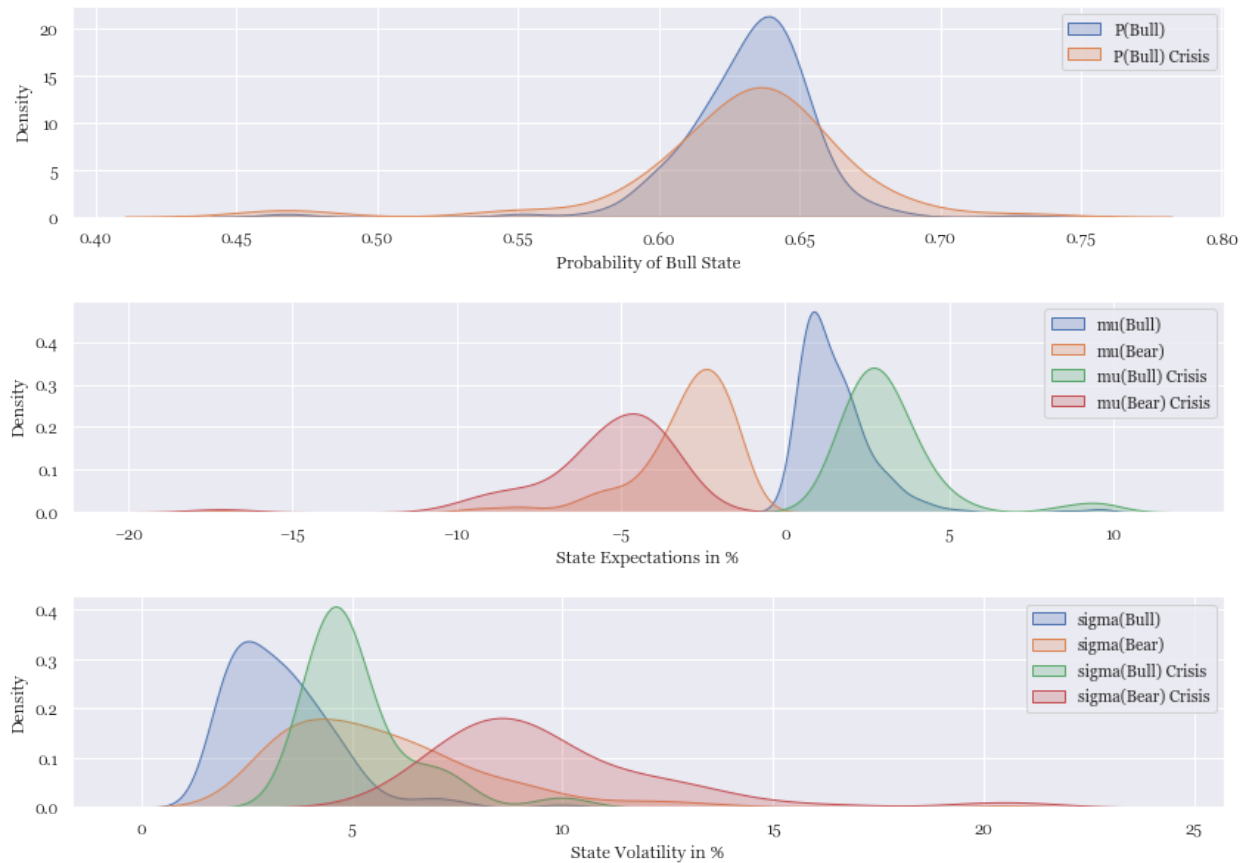 20
15
10
5
0
Density
P(Bull)
P(Bull) Crisis
0.40 0.45 0.50 0.55 0.60 0.65 0.70 0.75 0.80
Probability of Bull State
0.4
0.3
0.2
0.1
0.0
Density
mu(Bull)
mu(Bear)
mu(Bull) Crisis
mu(Bear) Crisis
−20 −15 −10 −5 0 5 10
State Expectations in %
0.4
0.3
0.2
0.1
0.0
Density
sigma(Bull)
sigma(Bear)
sigma(Bull) Crisis
sigma(Bear) Crisis
0 5 10 15 20 25
State Volatility in %